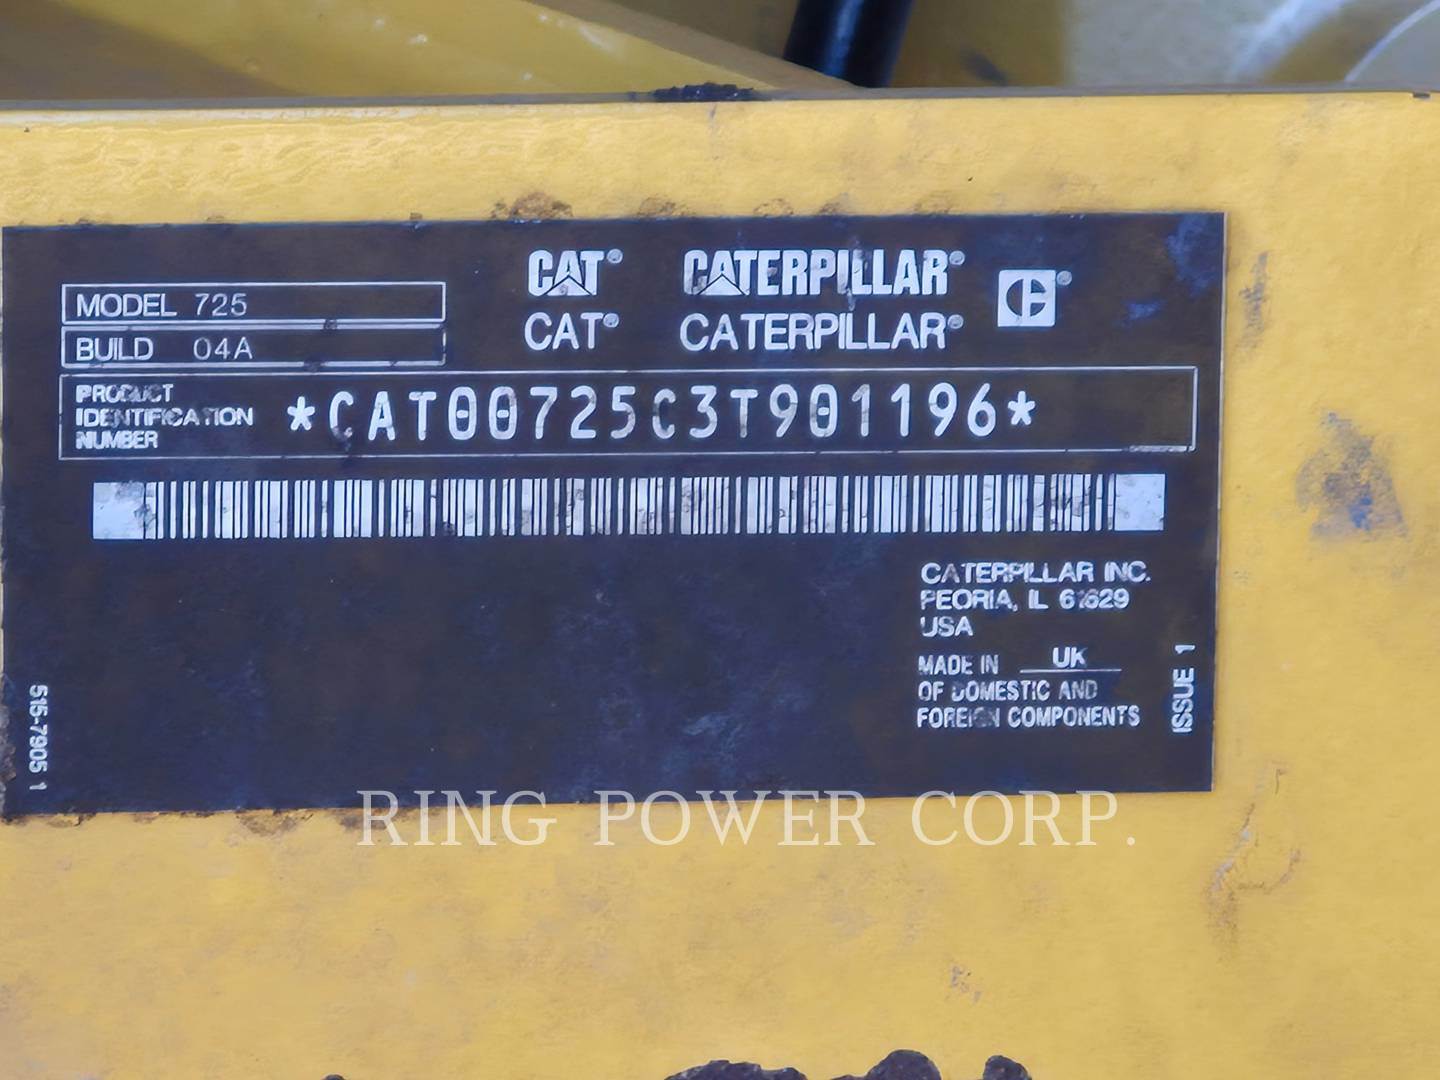 CAT® CATERPILLAR® C®
CAT® CATERPILLAR®
MODEL 725
BUILD 04A
PRODUCT
IDENTIFICATION
NUMBER
*CAT00725C3T901196*
CATERPILLAR INC.
PEORIA, IL 61629
USA
MADE IN UK
OF DOMESTIC AND
FOREIGN COMPONENTS
ISSUE 1
515-7905 1
RING POWER CORP.